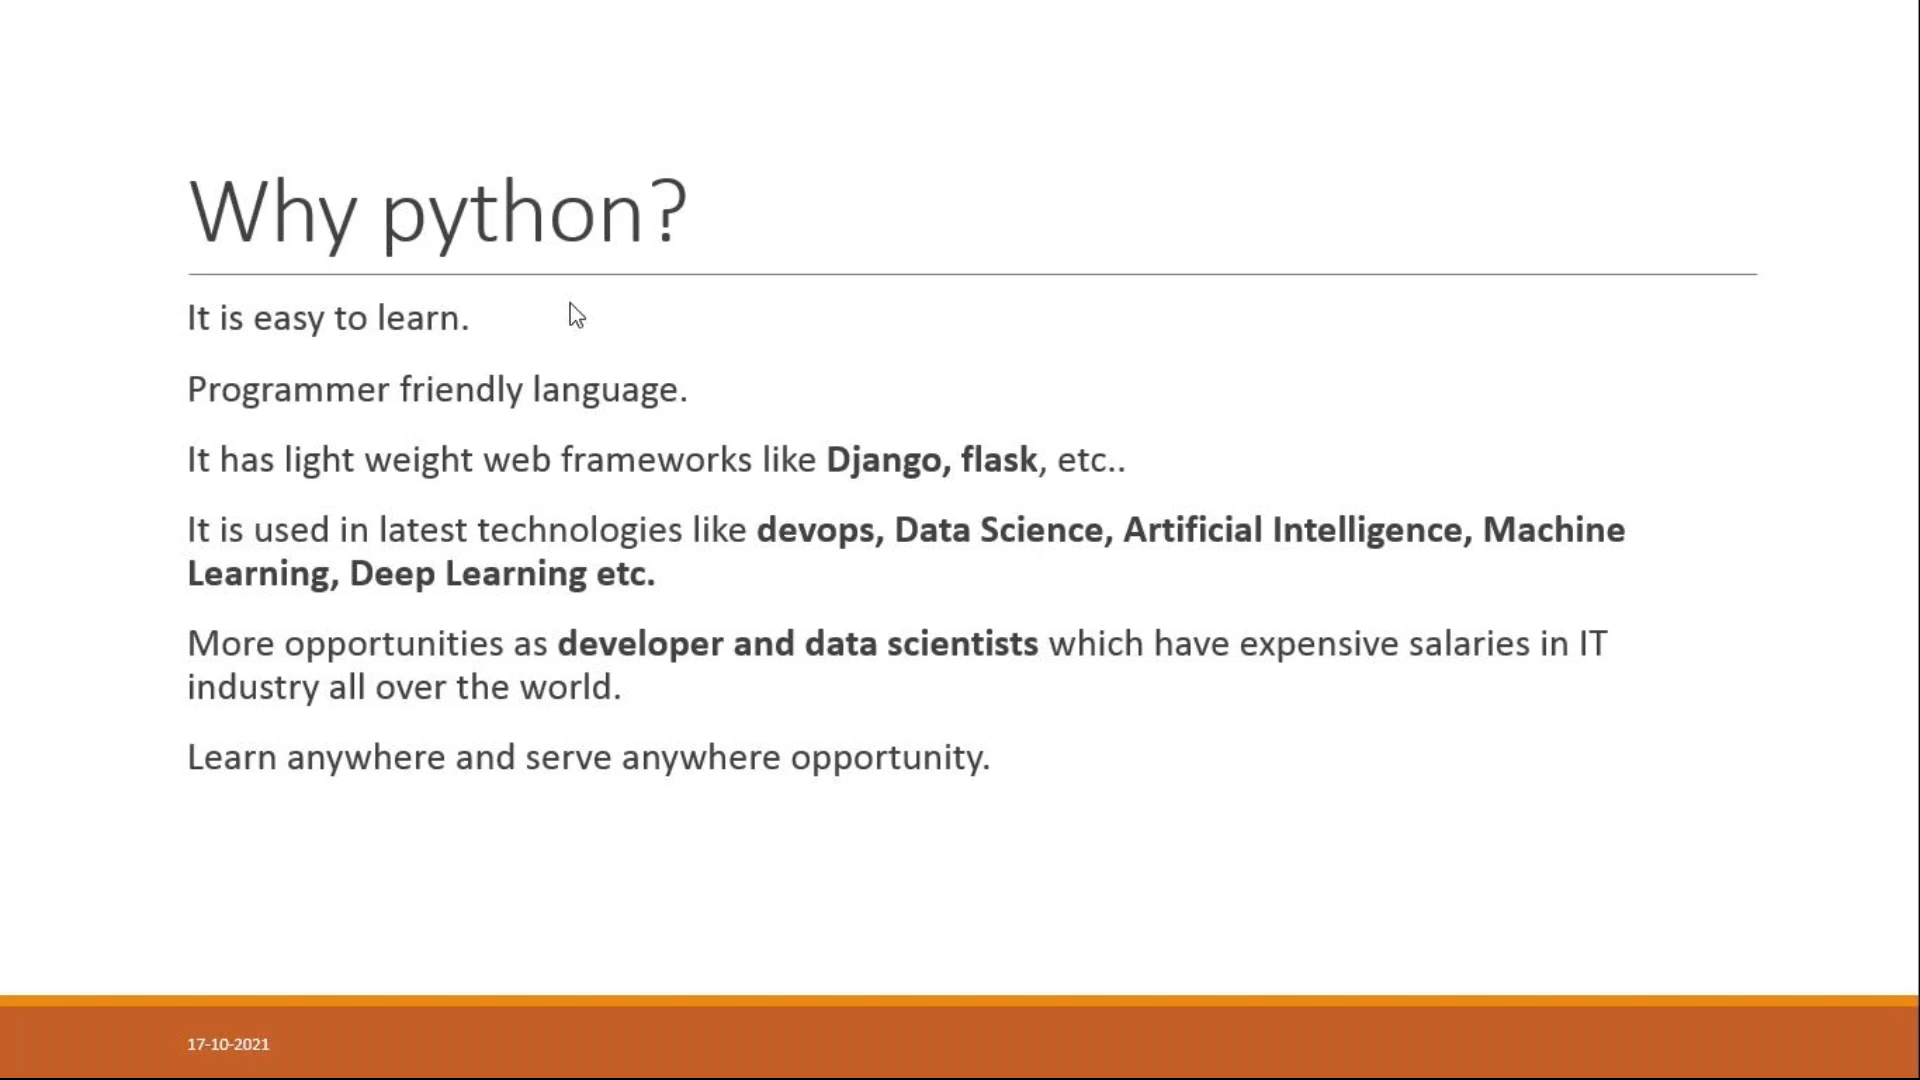 Why python?
It is easy to learn.
Programmer friendly language.
It has light weight web frameworks like Django, flask, etc..
It is used in latest technologies like devops, Data Science, Artificial Intelligence, Machine
Learning, Deep Learning etc.
More opportunities as developer and data scientists which have expensive salaries in IT
industry all over the world.
Learn anywhere and serve anywhere opportunity.
17-10-2021